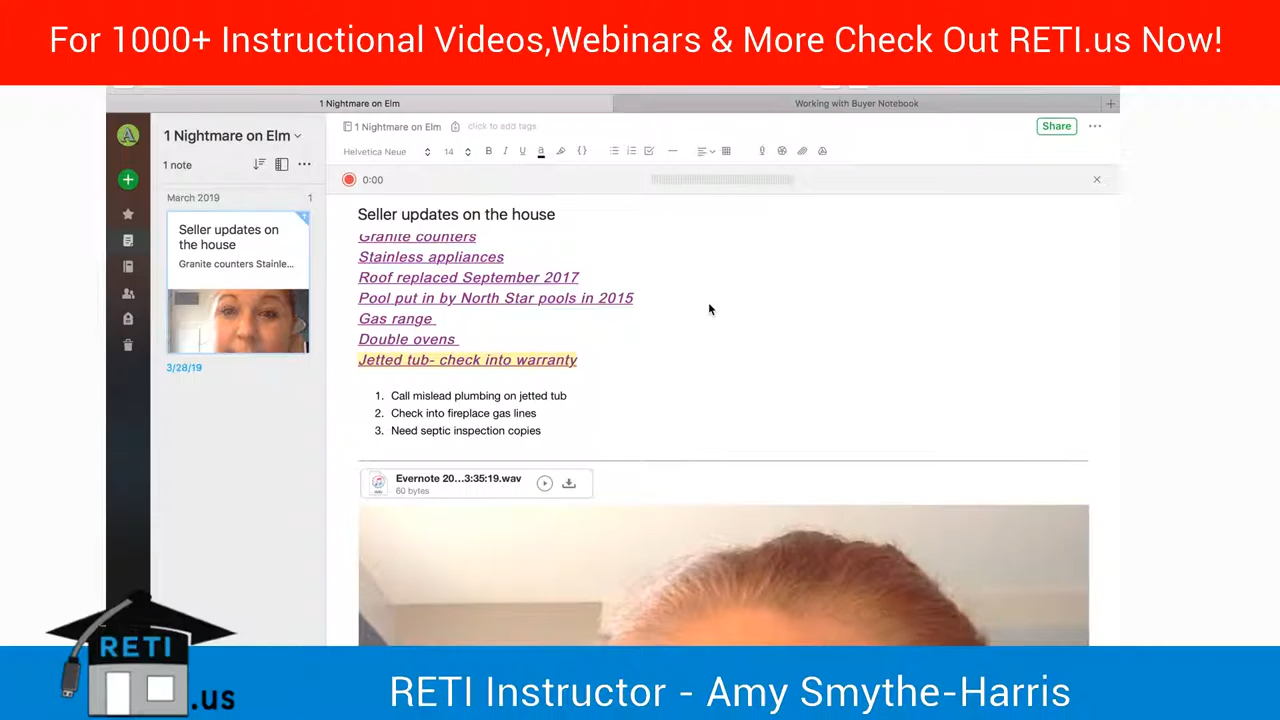 For 1000+ Instructional Videos,Webinars & More Check Out RETI.us Now!
1 Nightmare on Elm
Working with Buyer Notebook
1 Nightmare on Elm
1 note
March 2019 1
Seller updates on the house
Granite counters Stainle...
3/28/19
1 Nightmare on Elm click to add tags
Share
Helvetica Neue 14 B I U a
0:00
Seller updates on the house
Granite counters
Stainless appliances
Roof replaced September 2017
Pool put in by North Star pools in 2015
Gas range
Double ovens
Jetted tub- check into warranty
1. Call mislead plumbing on jetted tub
2. Check into fireplace gas lines
3. Need septic inspection copies
Evernote 20...3:35:19.wav
60 bytes
RETI
.us
RETI Instructor - Amy Smythe-Harris